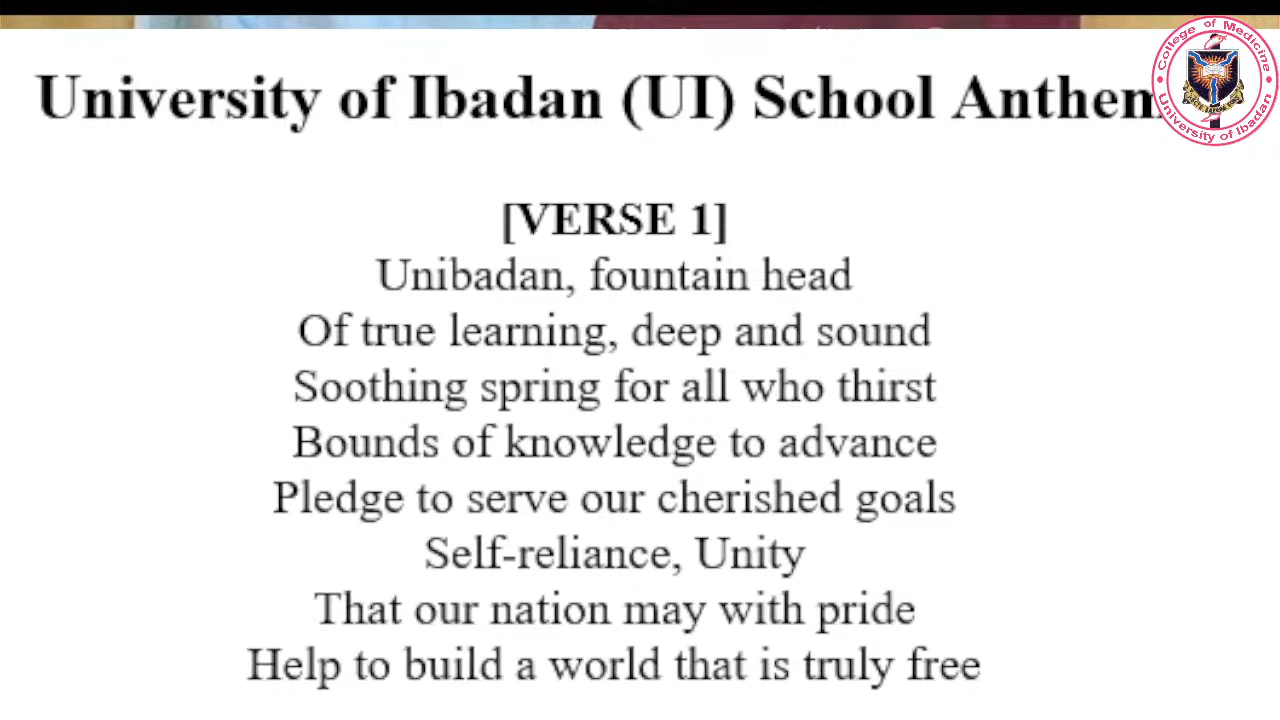 University of Ibadan (UI) School Anthem
College of Medicine
University of Ibadan
[VERSE 1]
Unibadan, fountain head
Of true learning, deep and sound
Soothing spring for all who thirst
Bounds of knowledge to advance
Pledge to serve our cherished goals
Self-reliance, Unity
That our nation may with pride
Help to build a world that is truly free